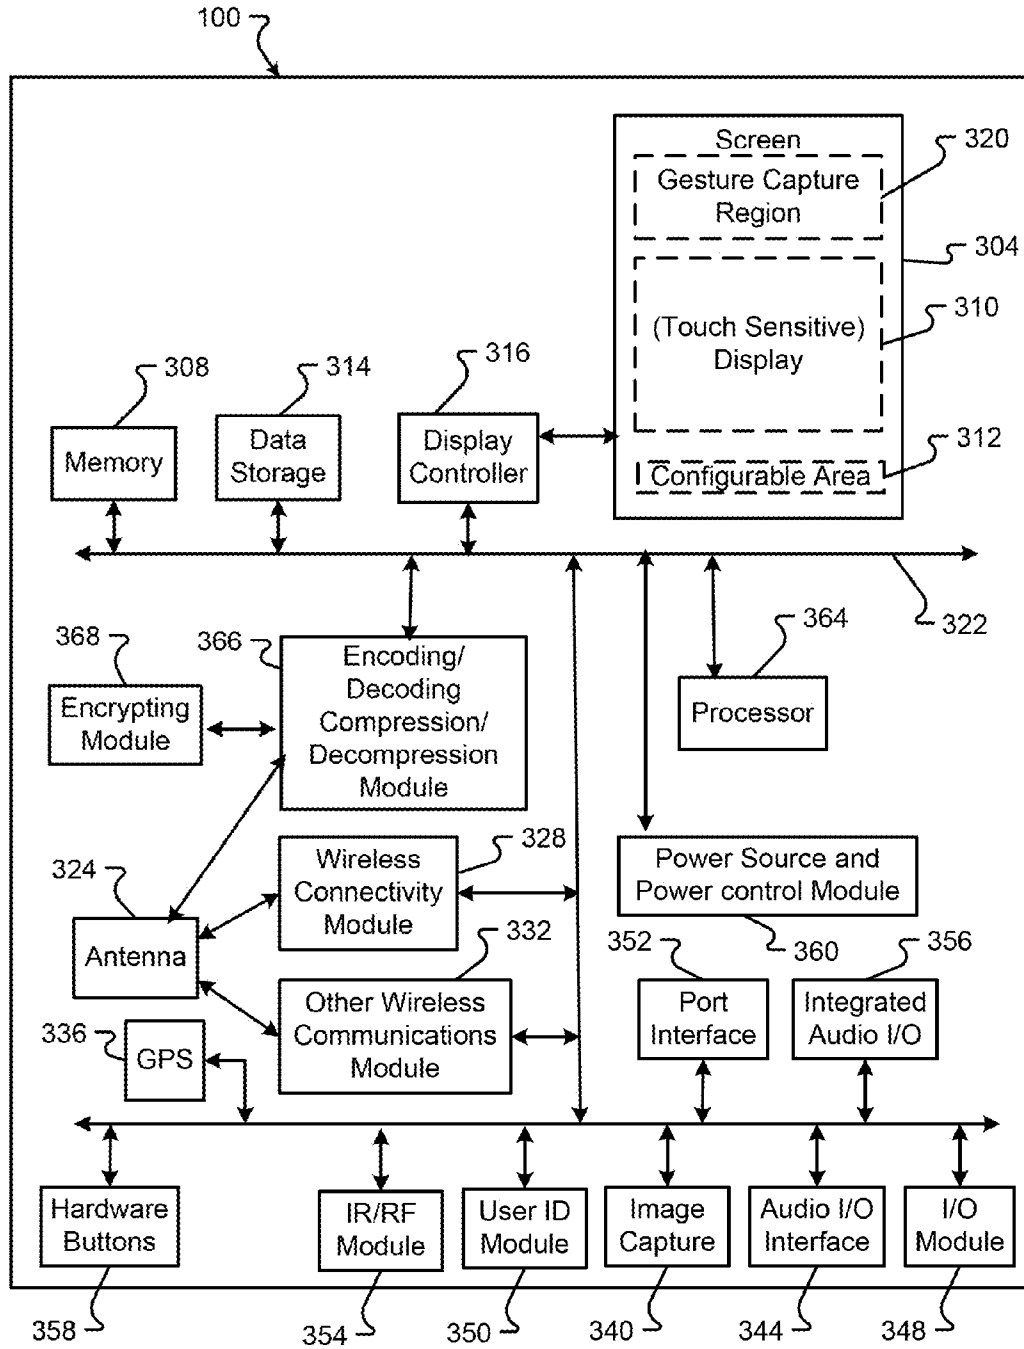 100
Screen
320
Gesture Capture
Region
304
310
(Touch Sensitive)
Display
308
314
316
312
Memory
Data
Storage
Display
Controller
Configurable Area
322
368
366
364
Encoding/
Decoding
Compression/
Decompression
Module
Encrypting
Module
Processor
328
Wireless
Connectivity
Module
Power Source and
Power control Module
324
332
352
360
356
Antenna
Other Wireless
Communications
Module
Port
Interface
Integrated
Audio I/O
336
GPS
Hardware
Buttons
IR/RF
Module
User ID
Module
Image
Capture
Audio I/O
Interface
I/O
Module
358
354
350
340
344
348